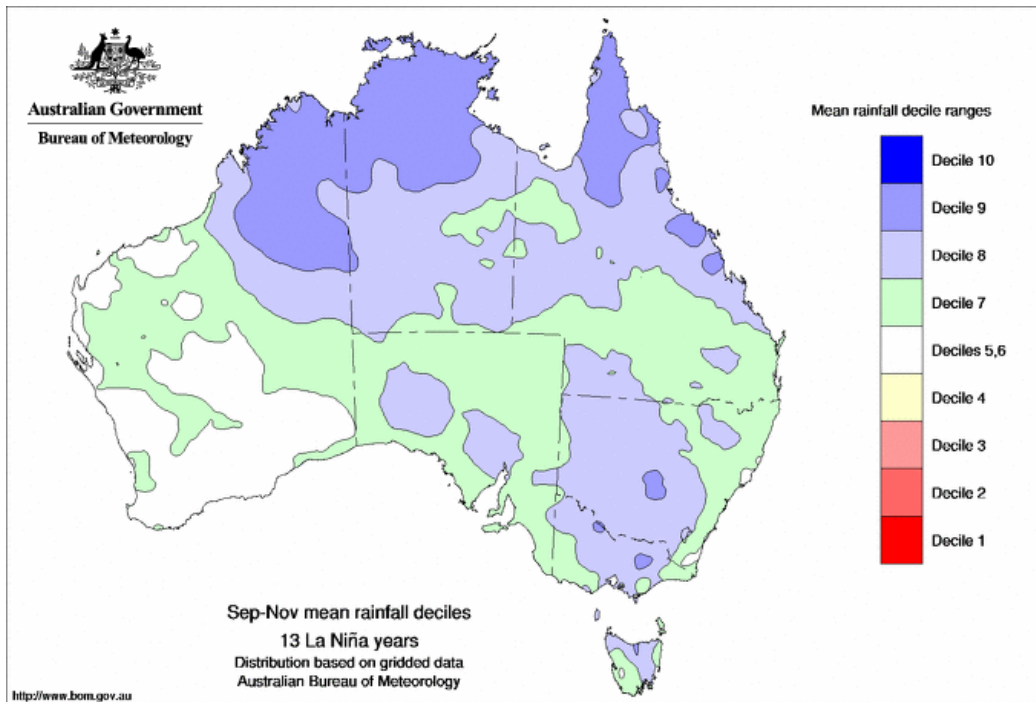 Australian Government
Bureau of Meteorology
Mean rainfall decile ranges
Decile 10
Decile 9
Decile 8
Decile 7
Deciles 5,6
Decile 4
Decile 3
Decile 2
Decile 1
Sep-Nov mean rainfall deciles
13 La Niña years
Distribution based on gridded data
Australian Bureau of Meteorology
http://www.bom.gov.au